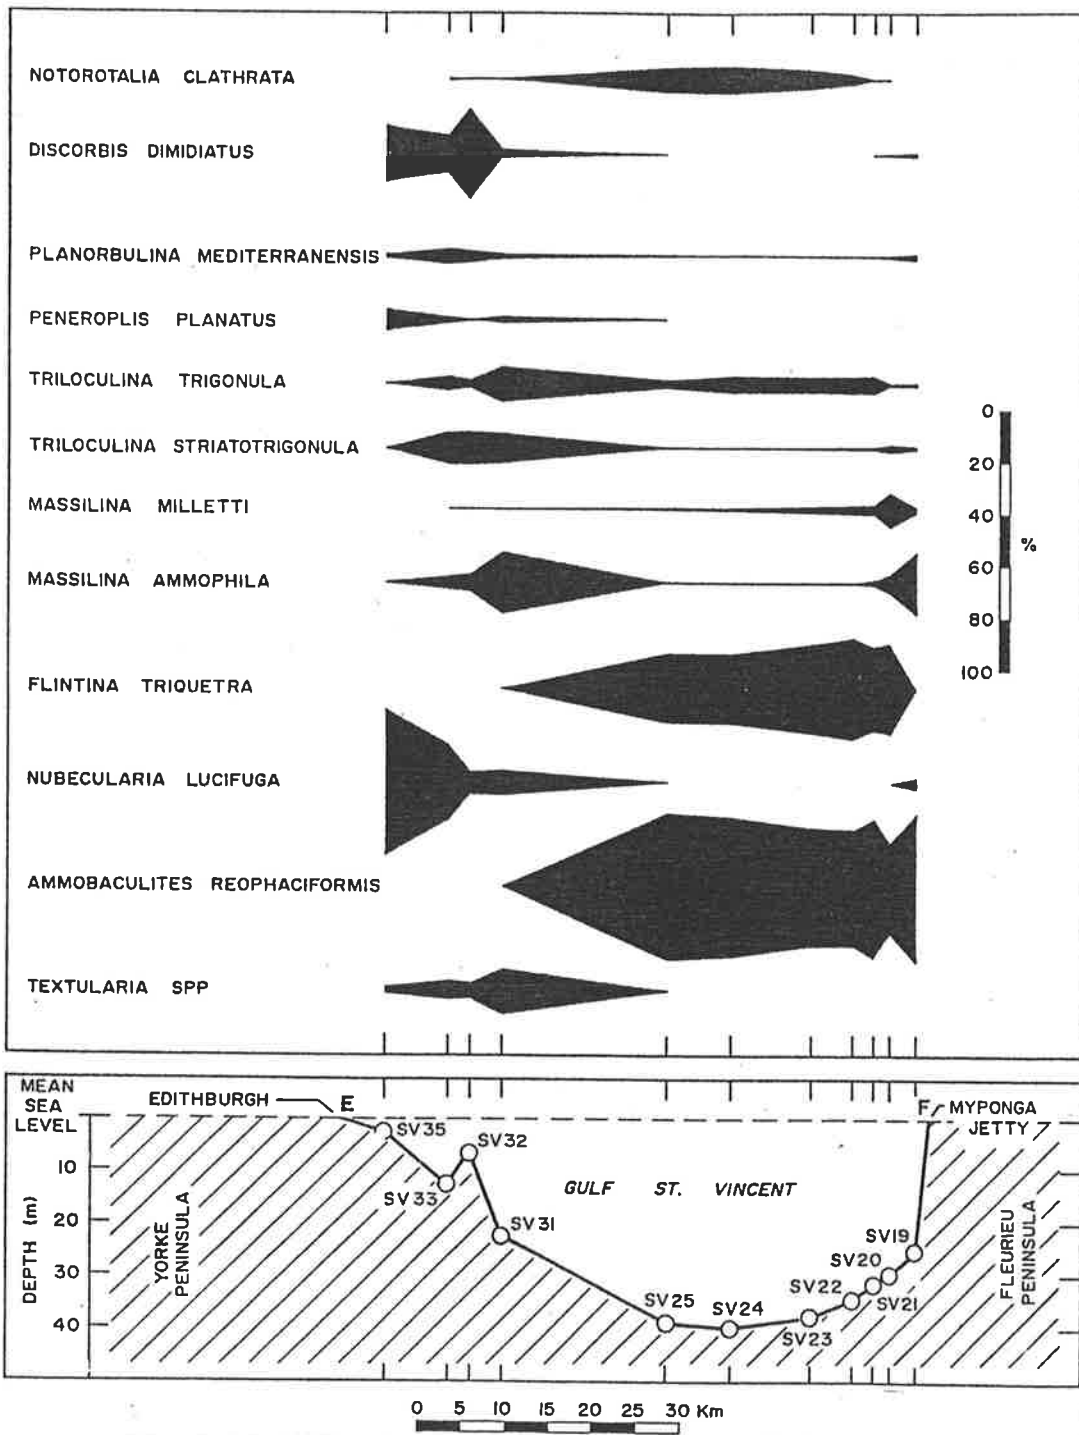 NOTOROTALIA CLATHRATA
DISCORBIS DIMIDIATUS
PLANORBULINA MEDITERRANENSIS
PENEROPLIS PLANATUS
TRILOCULINA TRIGONULA
TRILOCULINA STRIATOTRIGONULA
MASSILINA MILLETTI
MASSILINA AMMOPHILA
FLINTINA TRIQUETRA
NUBECULARIA LUCIFUGA
AMMOBACULITES REOPHACIFORMIS
TEXTULARIA SPP
0
20
40
%
60
80
100
MEAN
SEA
LEVEL
EDITHBURGH
E
F
MYPONGA
JETTY
SV35
SV32
SV33
SV31
GULF ST. VINCENT
SV25
SV24
SV23
SV22
SV20
SV21
SV19
10
20
30
40
DEPTH (m)
YORKE
PENINSULA
FLEURIEU
PENINSULA
0 5 10 15 20 25 30 Km